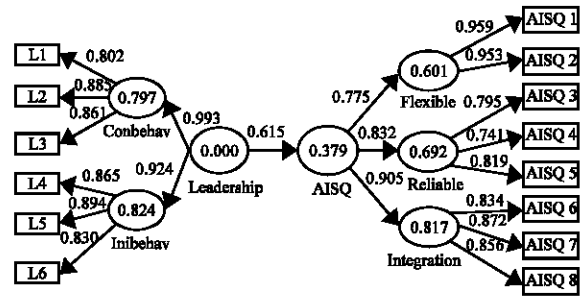 AISQ 1
0.959
L1
0.802
0.953
AISQ 2
0.601
L2
0.885
0.797
0.775
Flexible
0.795
AISQ 3
0.861
0.993
Conbehav
L3
0.615
0.832
0.741
AISQ 4
0.000
0.379
0.692
0.819
AISQ 5
L4
0.865
0.924
Leadership
AISQ
Reliable
0.905
0.834
AISQ 6
L5
0.894
0.824
0.872
0.830
Inibehav
0.817
AISQ 7
0.856
L6
Integration
AISQ 8